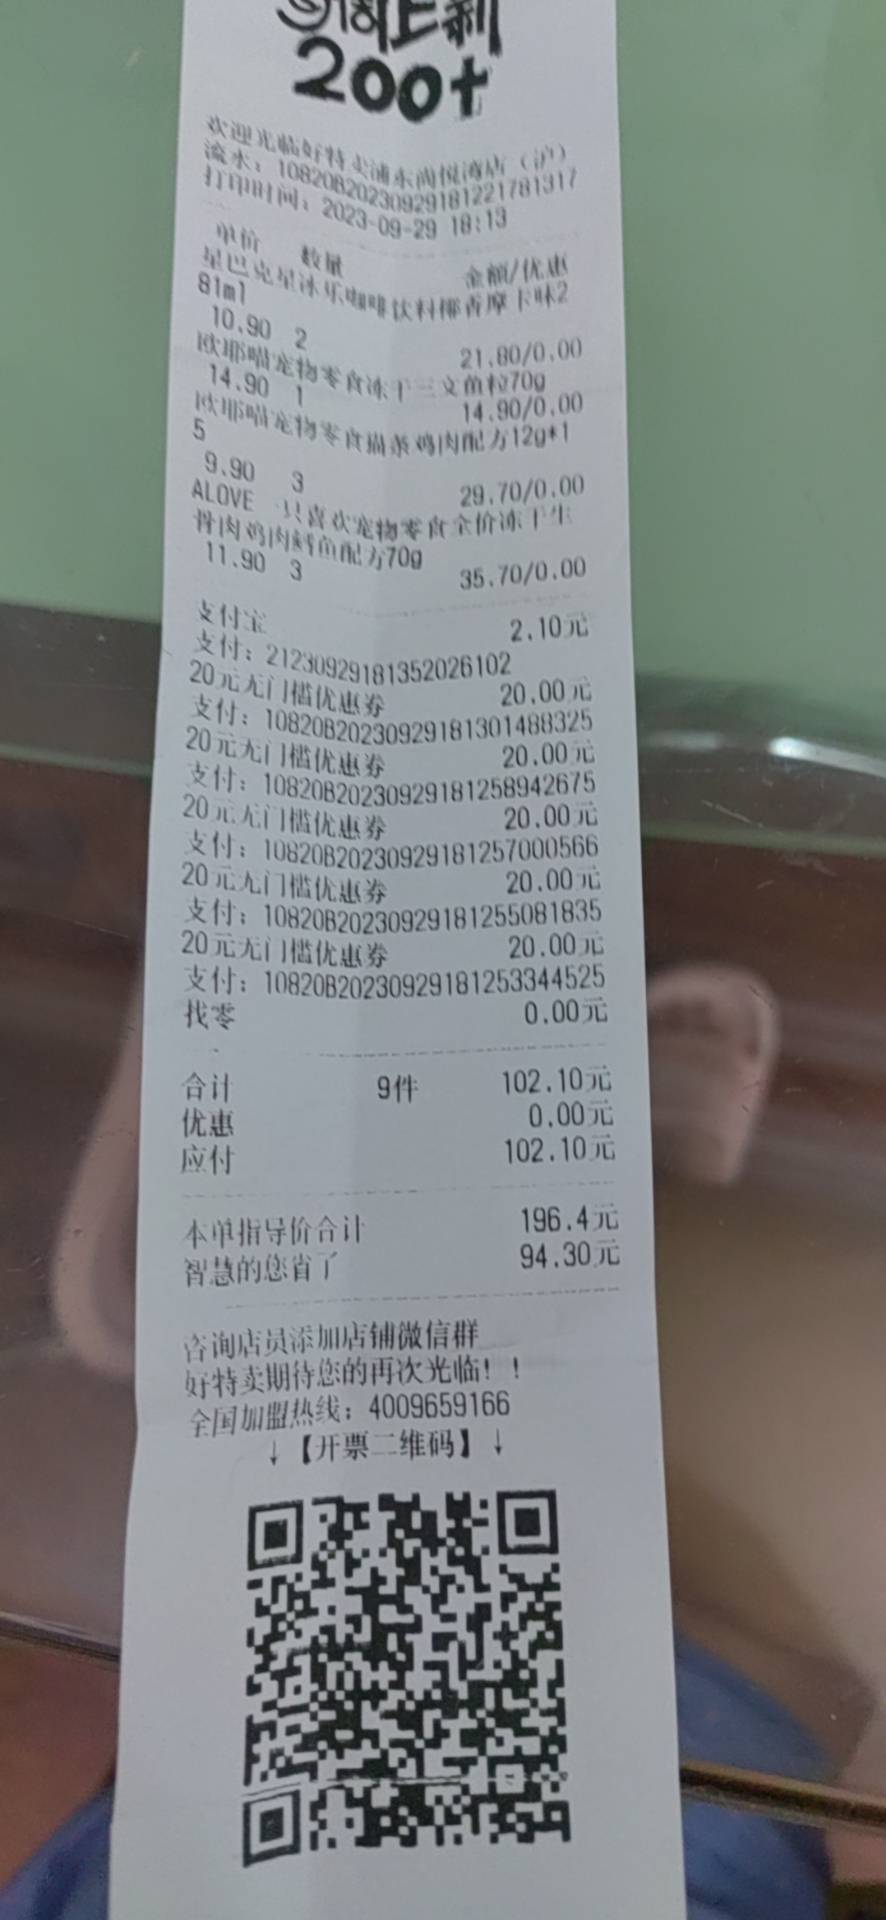 周上新
200+
欢迎光临好特卖浦东尚悦湾店（沪）
流水：10820B2023092918122178​1317
打印时间：2023-09-29 18:13
单价 数量 金额/优惠
星巴克星冰乐咖啡饮料椰香摩卡味2
81ml
10.90 2 21.80/0.00
欧耶喵宠物零食冻干三文鱼粒70g
14.90 1 14.90/0.00
欧耶喵宠物零食猫条鸡肉配方12g*1
5
9.90 3 29.70/0.00
ALOVE 只喜欢宠物零食全价冻干生
骨肉鸡肉鳕鱼配方70g
11.90 3 35.70/0.00
支付宝 2.10元
支付：21230929181352026102
20元无门槛优惠券 20.00元
支付：10820B20230929181301488325
20元无门槛优惠券 20.00元
支付：10820B20230929181258942675
20元无门槛优惠券 20.00元
支付：10820B20230929181257000566
20元无门槛优惠券 20.00元
支付：10820B20230929181255081835
20元无门槛优惠券 20.00元
支付：10820B20230929181253344525
找零 0.00元
合计 9件 102.10元
优惠 0.00元
应付 102.10元
本单指导价合计 196.4元
智慧的您省了 94.30元
咨询店员添加店铺微信群
好特卖期待您的再次光临！！
全国加盟热线：4009659166
↓【开票二维码】↓